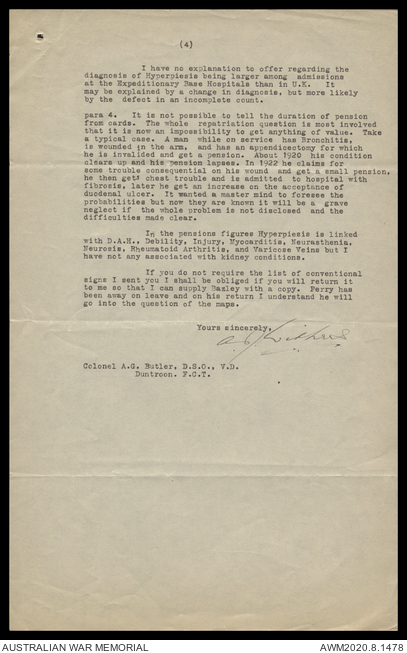 (4)
I have no explanation to offer regarding the
diagnosis of Hyperpiesis being larger among admissions
at the Expeditionary Base Hospitals than in U.K. It
may be explained by a change in diagnosis, but more likely
by the defect in an incomplete count.
para 4. It is not possible to tell the duration of pension
from cards. The whole repatriation question is most involved
that it is now an impossibility to get anything of value. Take
a typical case. A man while on service has Bronchitis,
is wounded in the arm, and has an appendicectomy for which
he is invalided and get a pension. About 1920 his condition
clears up and his pension lapses. In 1922 he claims for
some trouble consequential on his wound and get a small pension,
he then gets chest trouble and is admitted to hospital with
fibrosis, later he get an increase on the acceptance of
duodenal ulcer. It wanted a master mind to foresee the
probabilities but now they are known it will be a grave
neglect if the whole problem is not disclosed and the
difficulties made clear.
In the pensions figures Hyperpiesis is linked
with D.A.H., Debility, Injury, Myocarditis, Neurasthenia,
Neurosis, Rheumatoid Arthritis, and Varicose Veins but I
have not any associated with kidney conditions.
If you do not require the list of conventional
signs I sent you I shall be obliged if you will return it
to me so that I can supply Bazley with a copy. Perry has
been away on leave and on his return I understand he will
go into the question of the maps.
Yours sincerely,
Withers
Colonel A.G. Butler, D.S.O., V.D.
Duntroon. F.C.T.
AUSTRALIAN WAR MEMORIAL
AWM2020.8.1478